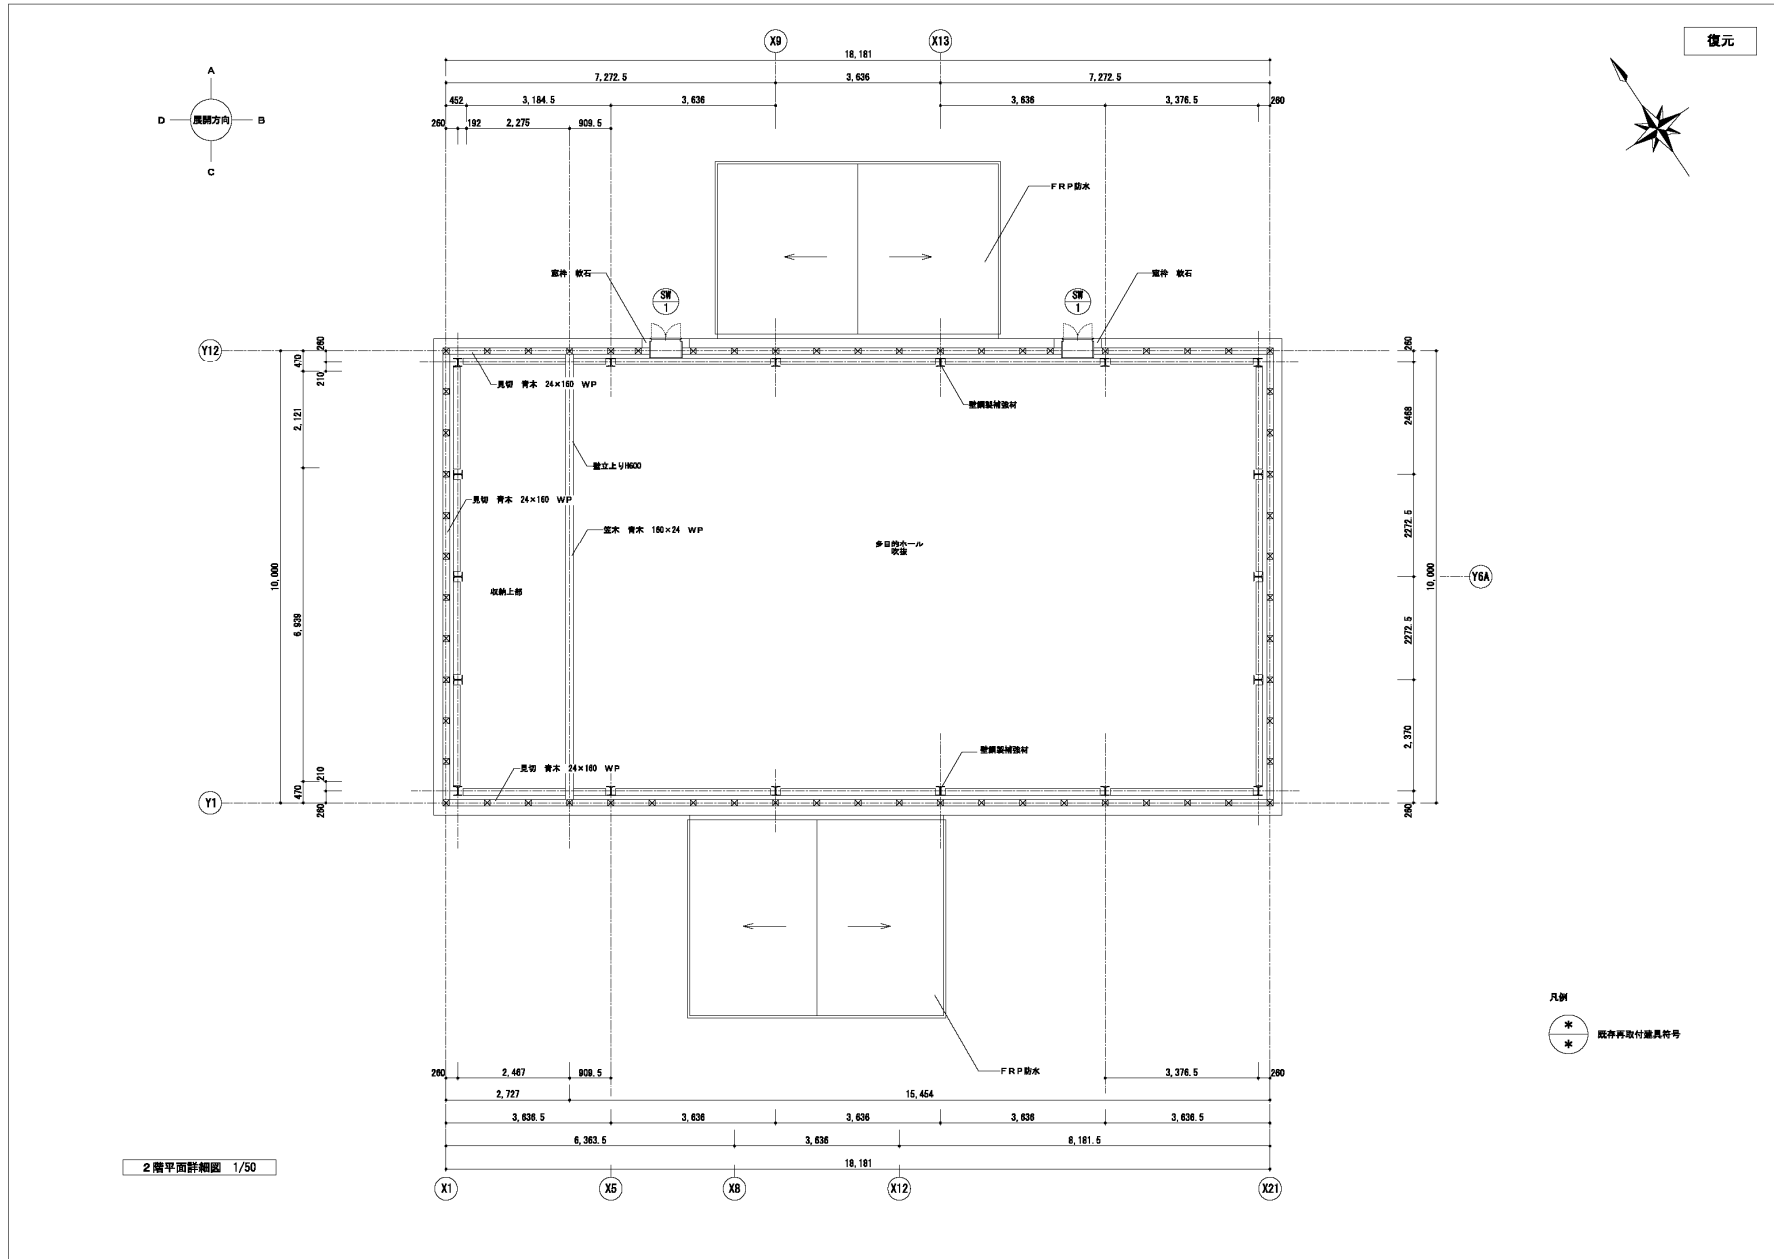 X9
X13
復元
18,181
7,272.5
3,636
7,272.5
A
D
展開方向
B
C
452
3,184.5
3,636
3,636
3,376.5
260
260
192
2,275
909.5
FRP防水
窓枠 軟石
SW
1
窓枠 軟石
SW
1
Y12
470
260
210
260
見切 青木 24×160 WP
壁鋼製補強材
2,121
2468
壁立上りH600
見切 青木 24×160 WP
笠木 青木 160×24 WP
2272.5
多目的ホール
吹抜
収納上部
10,000
10,000
Y6A
6,939
2272.5
2,370
壁鋼製補強材
見切 青木 24×160 WP
210
470
260
260
Y1
凡例
*
*
既存再取付建具符号
FRP防水
260
2,467
909.5
3,376.5
260
2,727
15,454
3,636.5
3,636
3,636
3,636
3,636.5
6,363.5
3,636
8,181.5
18,181
2階平面詳細図 1/50
X1
X5
X8
X12
X21